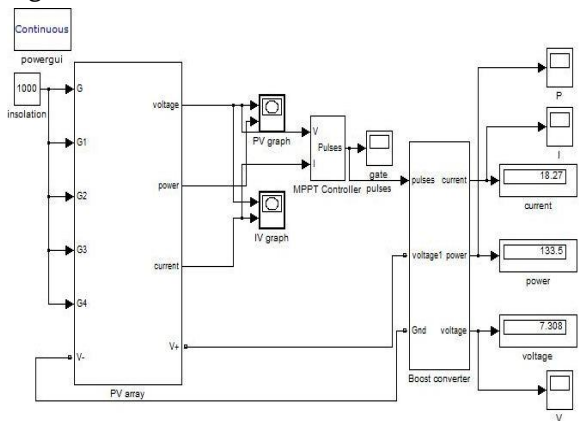 Continuous
powergui
1000
insolation
G
G1
G2
G3
G4
V-
voltage
power
current
V+
PV array
PV graph
IV graph
V
I
Pulses
MPPT Controller
gate
pulses
pulses
voltage1
Gnd
current
power
voltage
Boost converter
P
I
18.27
current
133.5
power
7.308
voltage
V